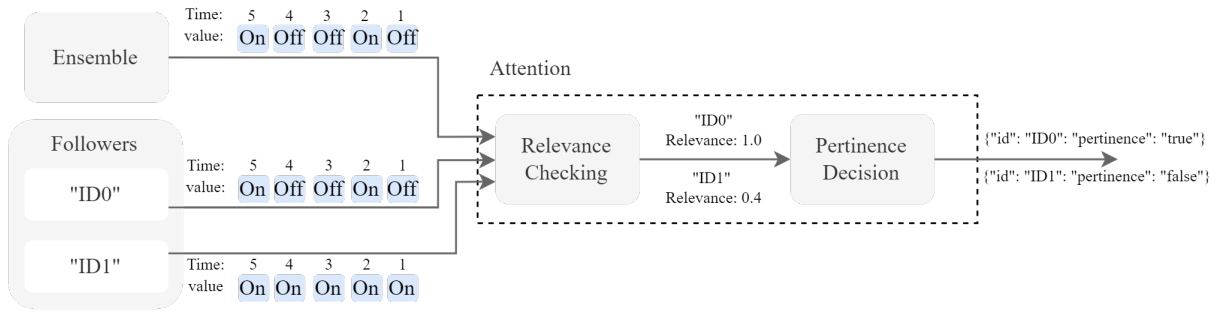 Time: 5 4 3 2 1
value: On Off Off On Off
Ensemble
Attention
Followers
"ID0"
Time: 5 4 3 2 1
value: On Off Off On Off
"ID1"
Time: 5 4 3 2 1
value On On On On On
Relevance
Checking
"ID0"
Relevance: 1.0
"ID1"
Relevance: 0.4
Pertinence
Decision
{"id": "ID0": "pertinence": "true"}
{"id": "ID1": "pertinence": "false"}